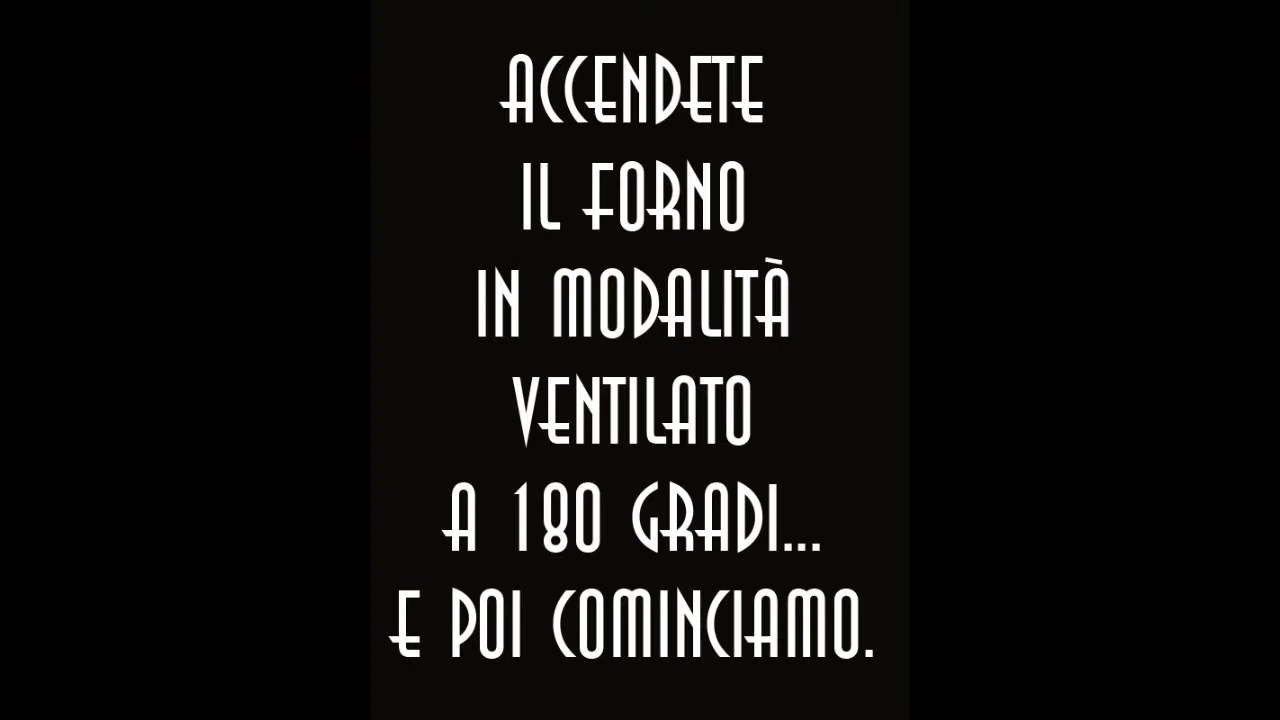 ACCENDETE
IL FORNO
IN MODALITÀ
VENTILATO
A 180 GRADI...
E POI COMINCIAMO.